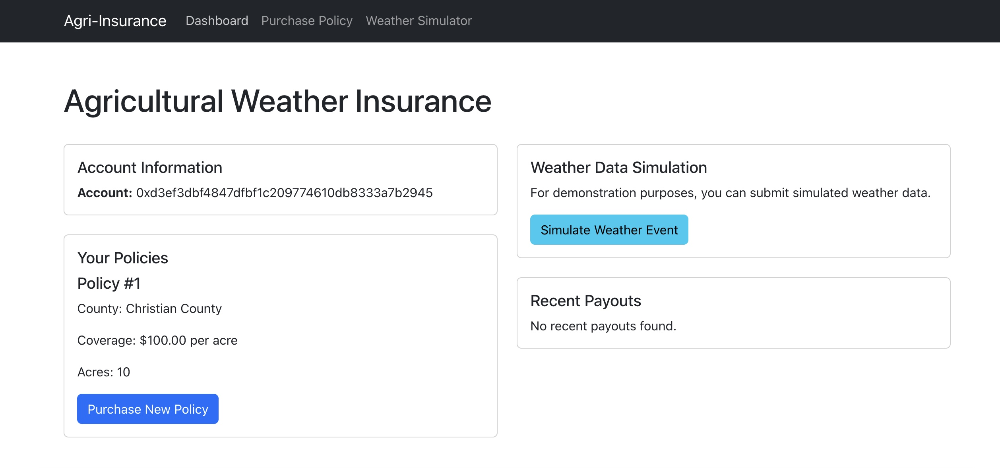 Agri-Insurance Dashboard Purchase Policy Weather Simulator
Agricultural Weather Insurance
Account Information
Account: 0xd3ef3dbf4847dfbf1c209774610db8333a7b2945
Your Policies
Policy #1
County: Christian County
Coverage: $100.00 per acre
Acres: 10
Purchase New Policy
Weather Data Simulation
For demonstration purposes, you can submit simulated weather data.
Simulate Weather Event
Recent Payouts
No recent payouts found.